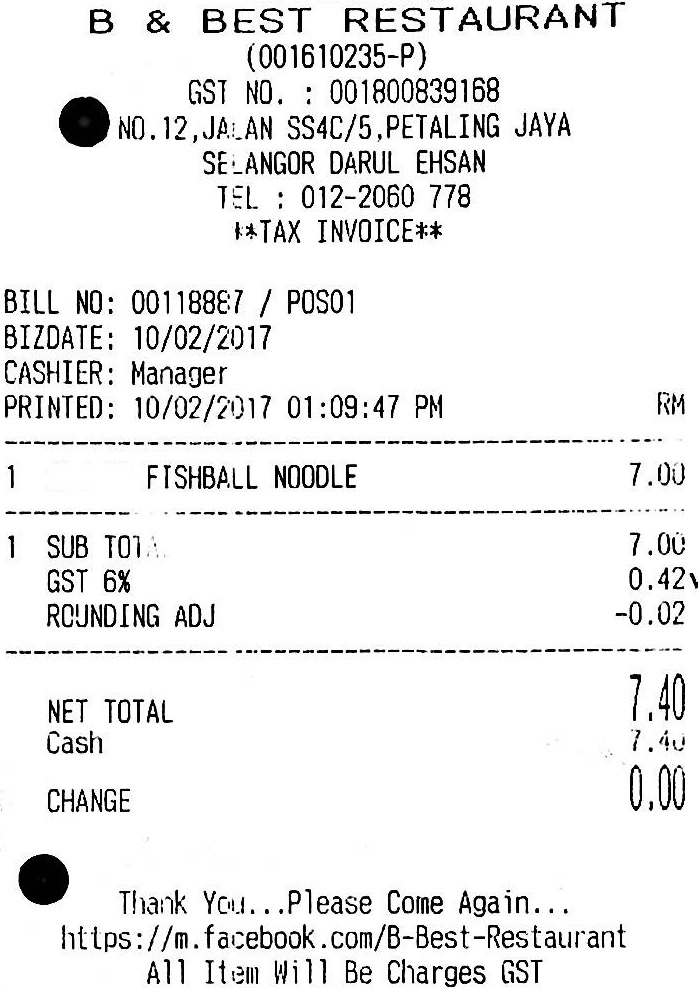 B & BEST RESTAURANT
(001610235-P)
GST NO. : 001800839168
NO.12,JALAN SS4C/5,PETALING JAYA
SELANGOR DARUL EHSAN
TEL : 012-2060 778
**TAX INVOICE**
BILL NO: 00118887 / POS01
BIZDATE: 10/02/2017
CASHIER: Manager
PRINTED: 10/02/2017 01:09:47 PM RM
1 FISHBALL NOODLE 7.00
1 SUB TOTAL 7.00
GST 6% 0.42
ROUNDING ADJ -0.02
NET TOTAL 7.40
Cash 7.40
CHANGE 0.00
Thank You...Please Come Again...
https://m.facebook.com/B-Best-Restaurant
All Item Will Be Charges GST